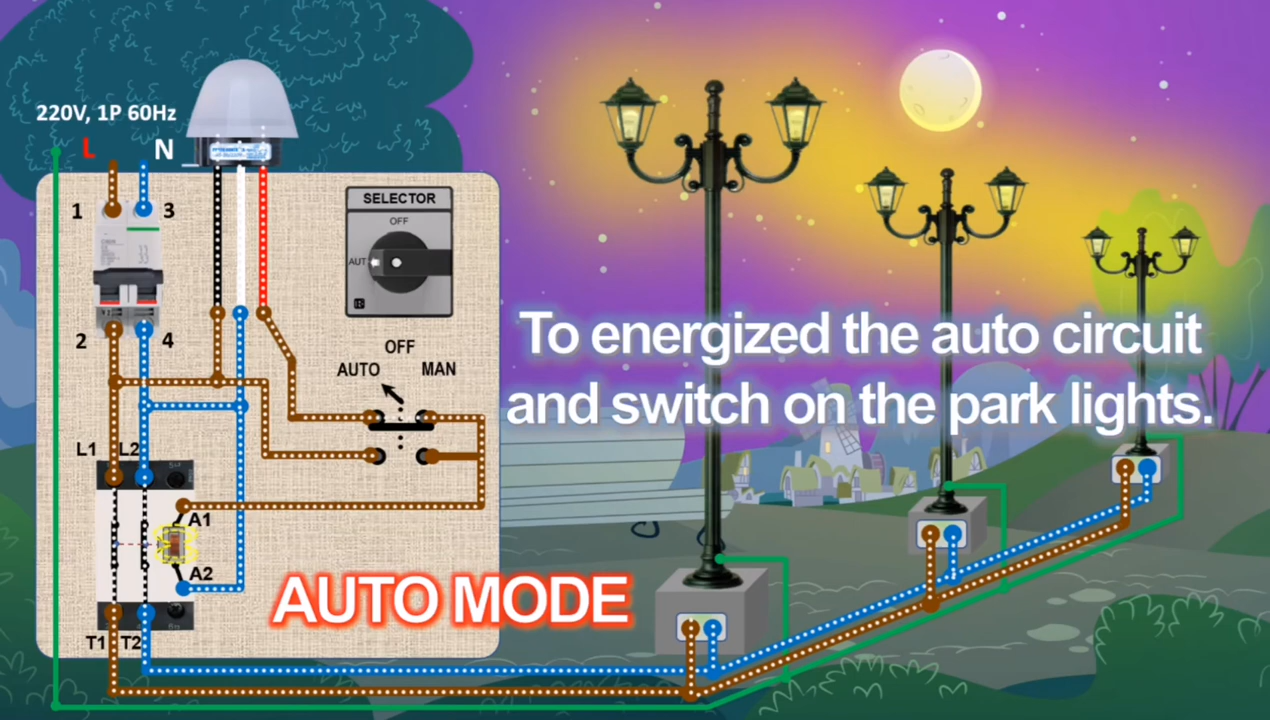 220V, 1P 60Hz
L N
1 3
SELECTOR
OFF
AUT
2 4
OFF
AUTO MAN
To energized the auto circuit
and switch on the park lights.
L1 L2
A1
A2
AUTO MODE
T1 T2